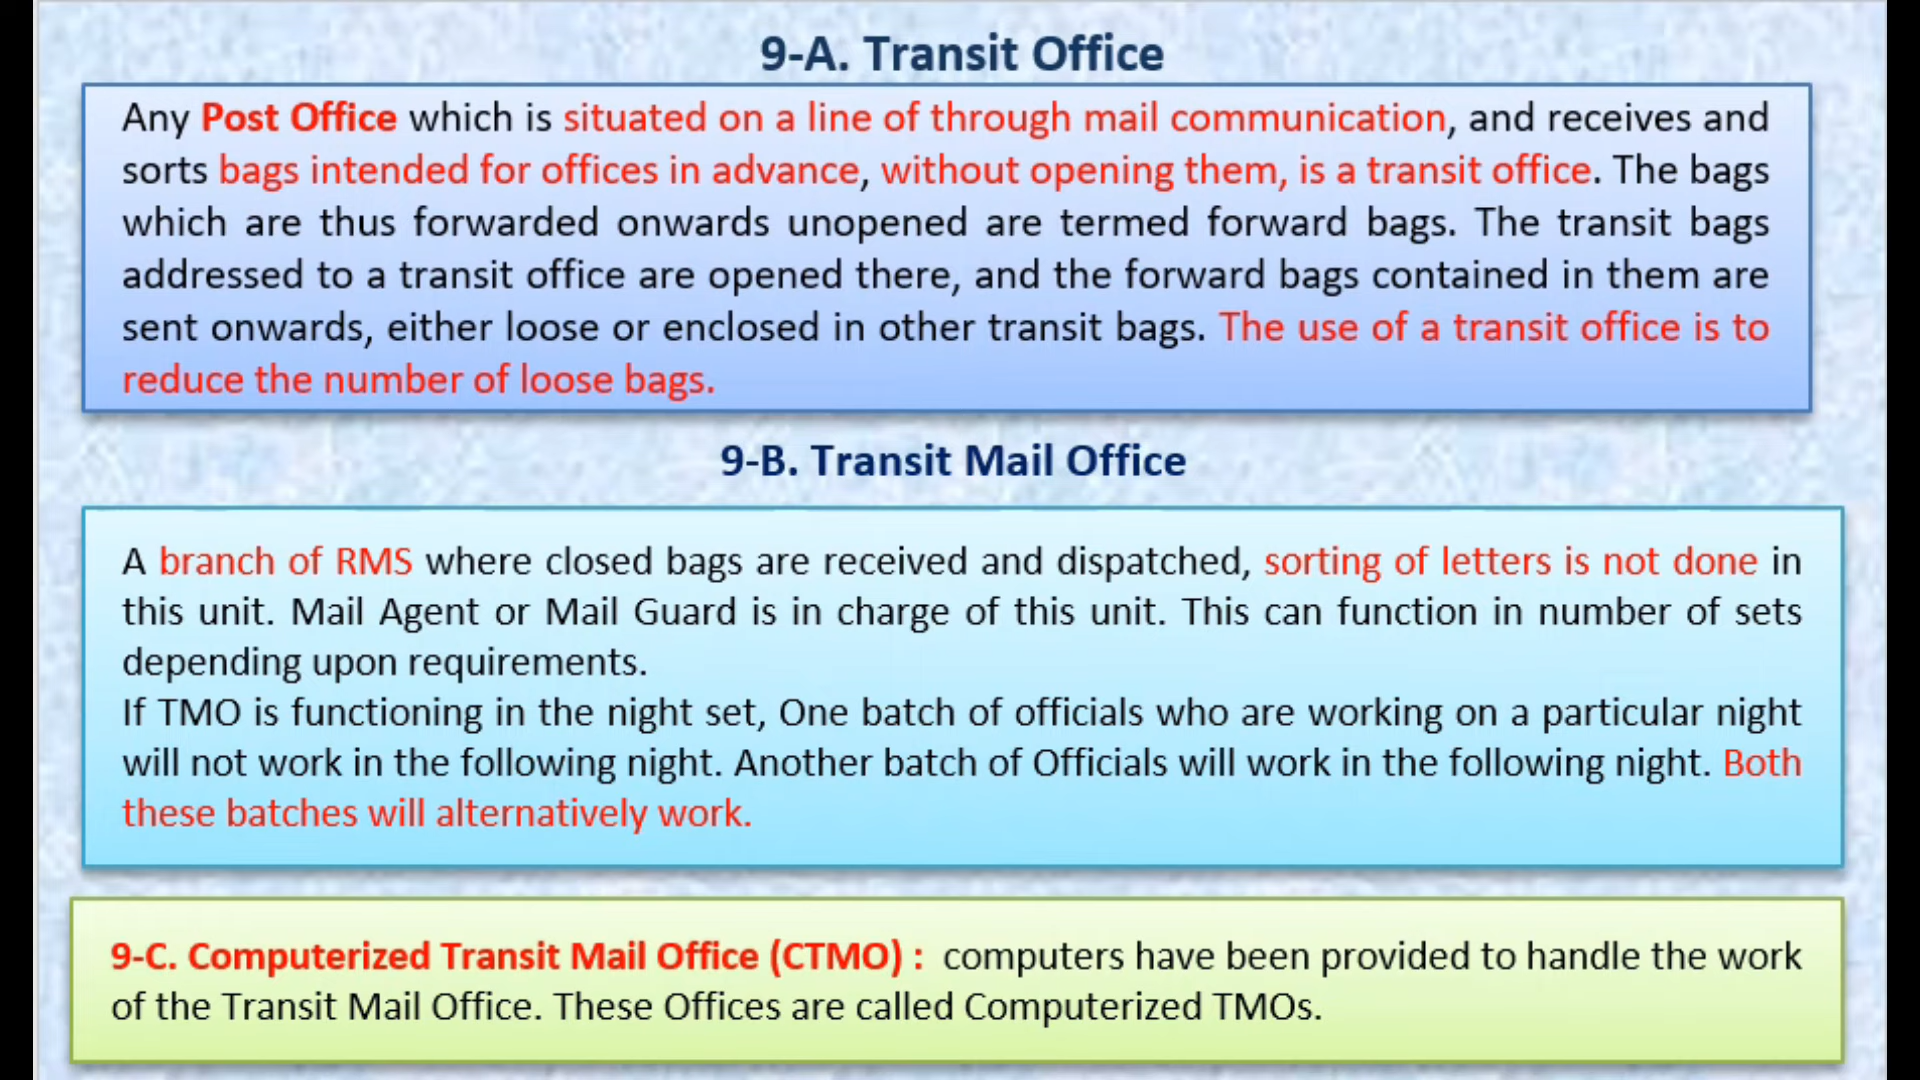 9-A. Transit Office
Any Post Office which is situated on a line of through mail communication, and receives and
sorts bags intended for offices in advance, without opening them, is a transit office. The bags
which are thus forwarded onwards unopened are termed forward bags. The transit bags
addressed to a transit office are opened there, and the forward bags contained in them are
sent onwards, either loose or enclosed in other transit bags. The use of a transit office is to
reduce the number of loose bags.
9-B. Transit Mail Office
A branch of RMS where closed bags are received and dispatched, sorting of letters is not done in
this unit. Mail Agent or Mail Guard is in charge of this unit. This can function in number of sets
depending upon requirements.
If TMO is functioning in the night set, One batch of officials who are working on a particular night
will not work in the following night. Another batch of Officials will work in the following night. Both
these batches will alternatively work.
9-C. Computerized Transit Mail Office (CTMO) : computers have been provided to handle the work
of the Transit Mail Office. These Offices are called Computerized TMOs.